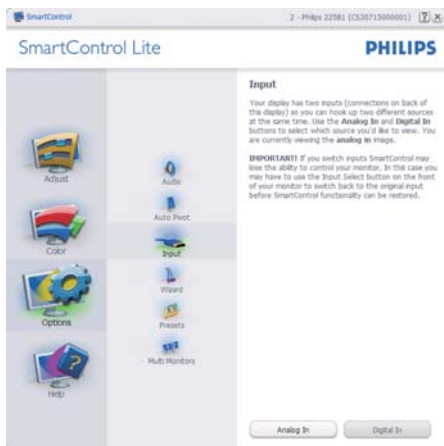 SmartControl
2 - Philips 225B1 (CS30715000001)
SmartControl Lite
PHILIPS
Adjust
Color
Options
Help
Audio
Auto Pivot
Input
Wizard
Presets
Multi Monitors
Input
Your display has two inputs (connections on back of
the display) so you can hook up two different sources
at the same time. Use the Analog In and Digital In
buttons to select which source you'd like to view. You
are currently viewing the analog in image.
IMPORTANT! If you switch inputs SmartControl may
lose the ability to control your monitor. In this case you
may have to use the Input Select button on the front
of your monitor to switch back to the original input
before SmartControl functionality can be restored.
Analog In
Digital In